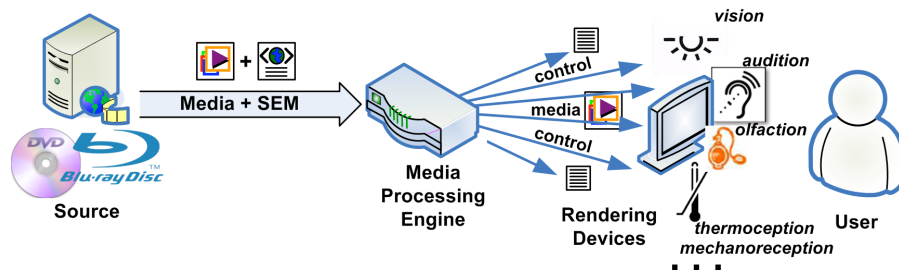 vision
audition
olfaction
thermoception
mechanoreception
Media + SEM
+
control
media
control
DVD
Blu-ray Disc
TM
Source
Media
Processing
Engine
Rendering
Devices
User